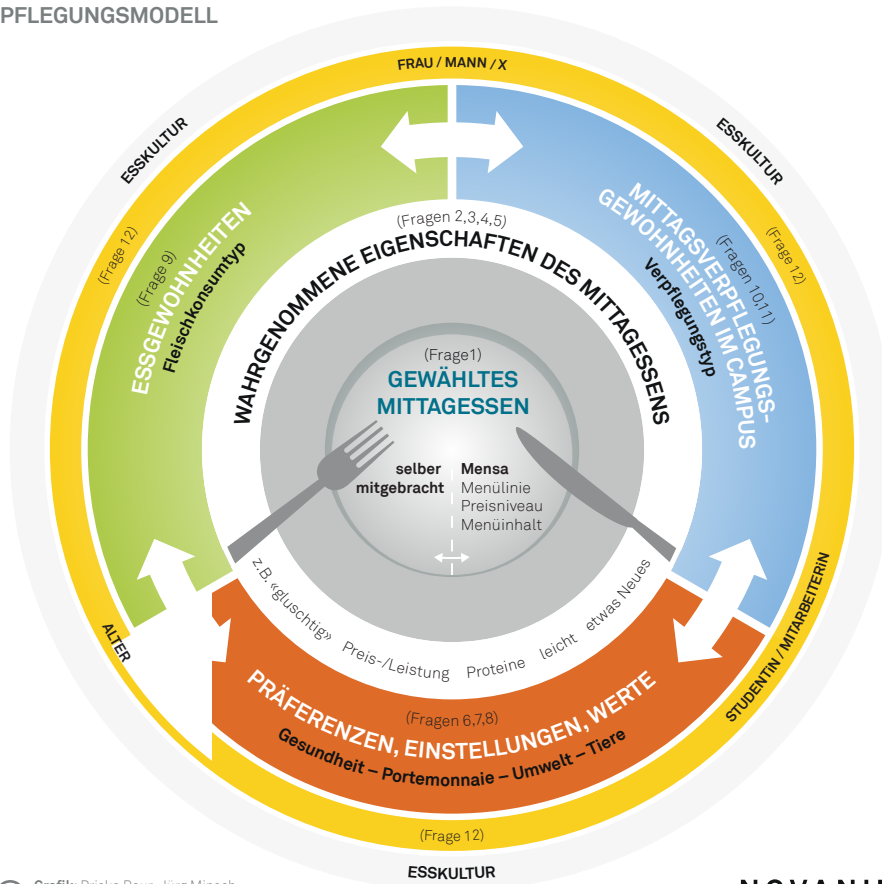 PFLEGUNGSMODELL
FRAU / MANN / X
ESSKULTUR
ESSKULTUR
(Frage 12)
(Frage 12)
(Frage 9)
ESSGEWOHNHEITEN
Fleischkonsumtyp
MITTAGSVERPFLEGUNGS-
GEWOHNHEITEN IM CAMPUS
(Fragen 10,11)
Verpflegungstyp
(Fragen 2,3,4,5)
WAHRGENOMMENE EIGENSCHAFTEN DES MITTAGESSENS
(Frage1)
GEWÄHLTES
MITTAGESSEN
selber
mitgebracht
Mensa
Menülinie
Preisniveau
Menüinhalt
z.B. «gluschtig» Preis-/Leistung Proteine leicht etwas Neues
ALTER
STUDENTiN / MITARBEITERiN
PRÄFERENZEN, EINSTELLUNGEN, WERTE
(Fragen 6,7,8)
Gesundheit – Portemonnaie – Umwelt – Tiere
(Frage 12)
ESSKULTUR
Grafik: